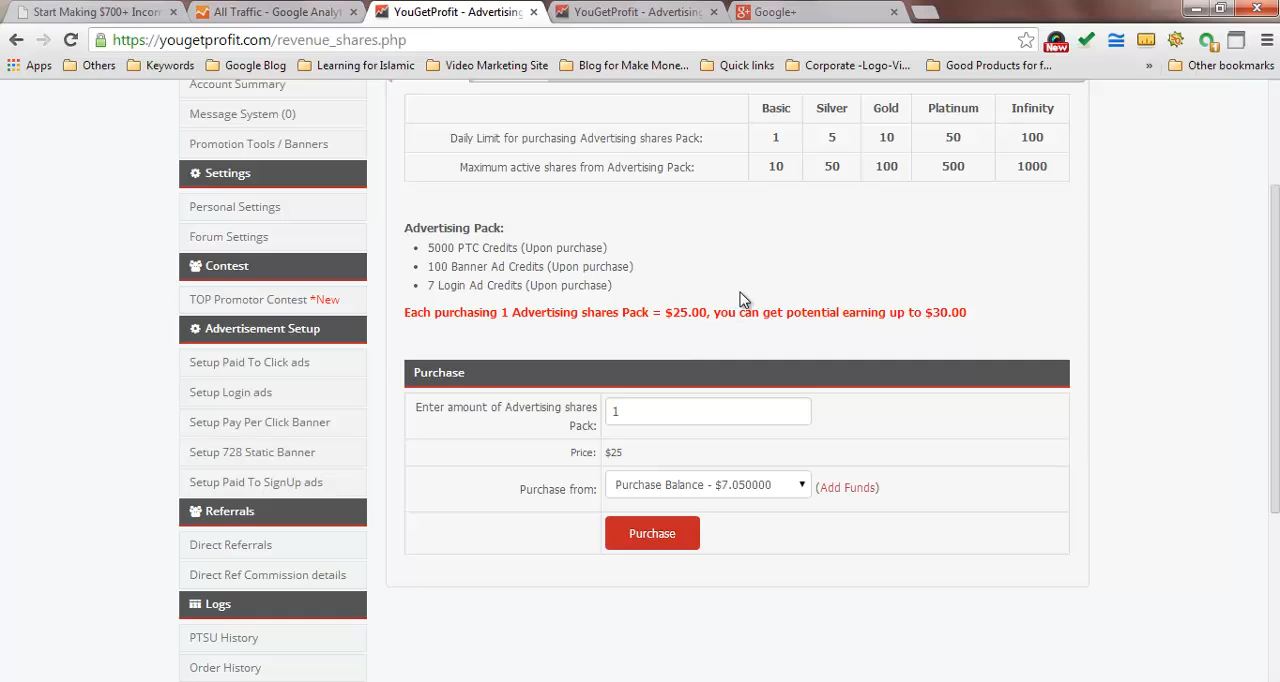 Start Making $700+ Incom
All Traffic - Google Analyt
YouGetProfit - Advertising
YouGetProfit - Advertising
Google+
https://yougetprofit.com/revenue_shares.php
New
Apps
Others
Keywords
Google Blog
Learning for Islamic
Video Marketing Site
Blog for Make Mone...
Quick links
Corporate -Logo-Vi...
Good Products for f...
»
Other bookmarks
Account Summary
Message System (0)
Promotion Tools / Banners
Settings
Personal Settings
Forum Settings
Contest
TOP Promotor Contest *New
Advertisement Setup
Setup Paid To Click ads
Setup Login ads
Setup Pay Per Click Banner
Setup 728 Static Banner
Setup Paid To SignUp ads
Referrals
Direct Referrals
Direct Ref Commission details
Logs
PTSU History
Order History
Basic Silver Gold Platinum Infinity
Daily Limit for purchasing Advertising shares Pack: 1 5 10 50 100
Maximum active shares from Advertising Pack: 10 50 100 500 1000
Advertising Pack:
• 5000 PTC Credits (Upon purchase)
• 100 Banner Ad Credits (Upon purchase)
• 7 Login Ad Credits (Upon purchase)
Each purchasing 1 Advertising shares Pack = $25.00, you can get potential earning up to $30.00
Purchase
Enter amount of Advertising shares
Pack:
1
Price: $25
Purchase from: Purchase Balance - $7.050000 (Add Funds)
Purchase